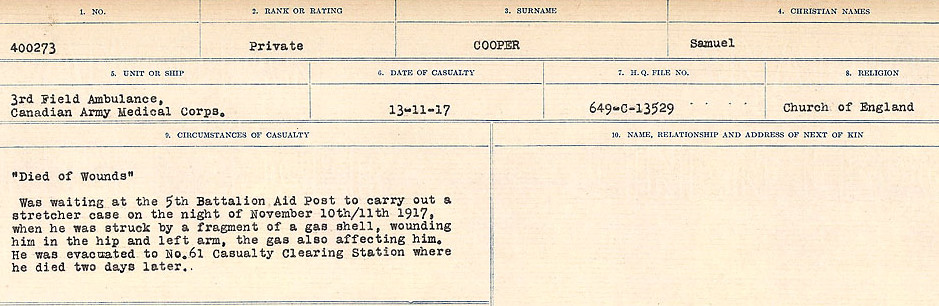 1. NO. 2. RANK OR RATING 3. SURNAME 4. CHRISTIAN NAMES
400273 Private COOPER Samuel
5. UNIT OR SHIP 6. DATE OF CASUALTY 7. H. Q. FILE NO. 8. RELIGION
3rd Field Ambulance,
Canadian Army Medical Corps. 13-11-17 649-C-13529 Church of England
9. CIRCUMSTANCES OF CASUALTY 10. NAME, RELATIONSHIP AND ADDRESS OF NEXT OF KIN
"Died of Wounds"
Was waiting at the 5th Battalion Aid Post to carry out a
stretcher case on the night of November 10th/11th 1917,
when he was struck by a fragment of a gas shell, wounding
him in the hip and left arm, the gas also affecting him.
He was evacuated to No.61 Casualty Clearing Station where
he died two days later..